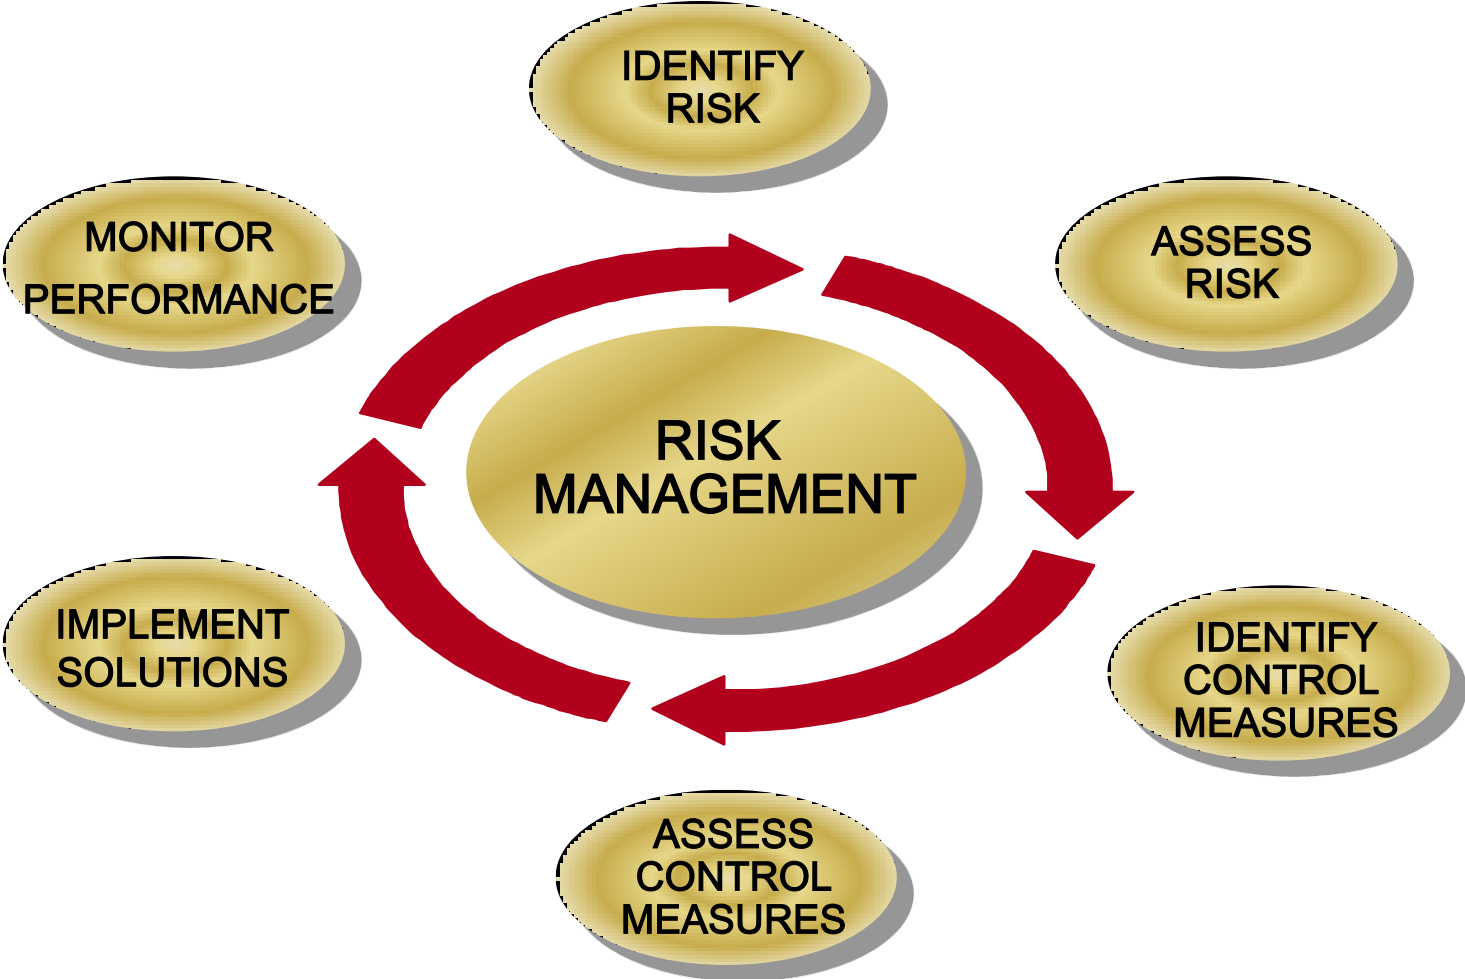 IDENTIFY
RISK
ASSESS
RISK
IDENTIFY
CONTROL
MEASURES
ASSESS
CONTROL
MEASURES
IMPLEMENT
SOLUTIONS
MONITOR
PERFORMANCE
RISK
MANAGEMENT